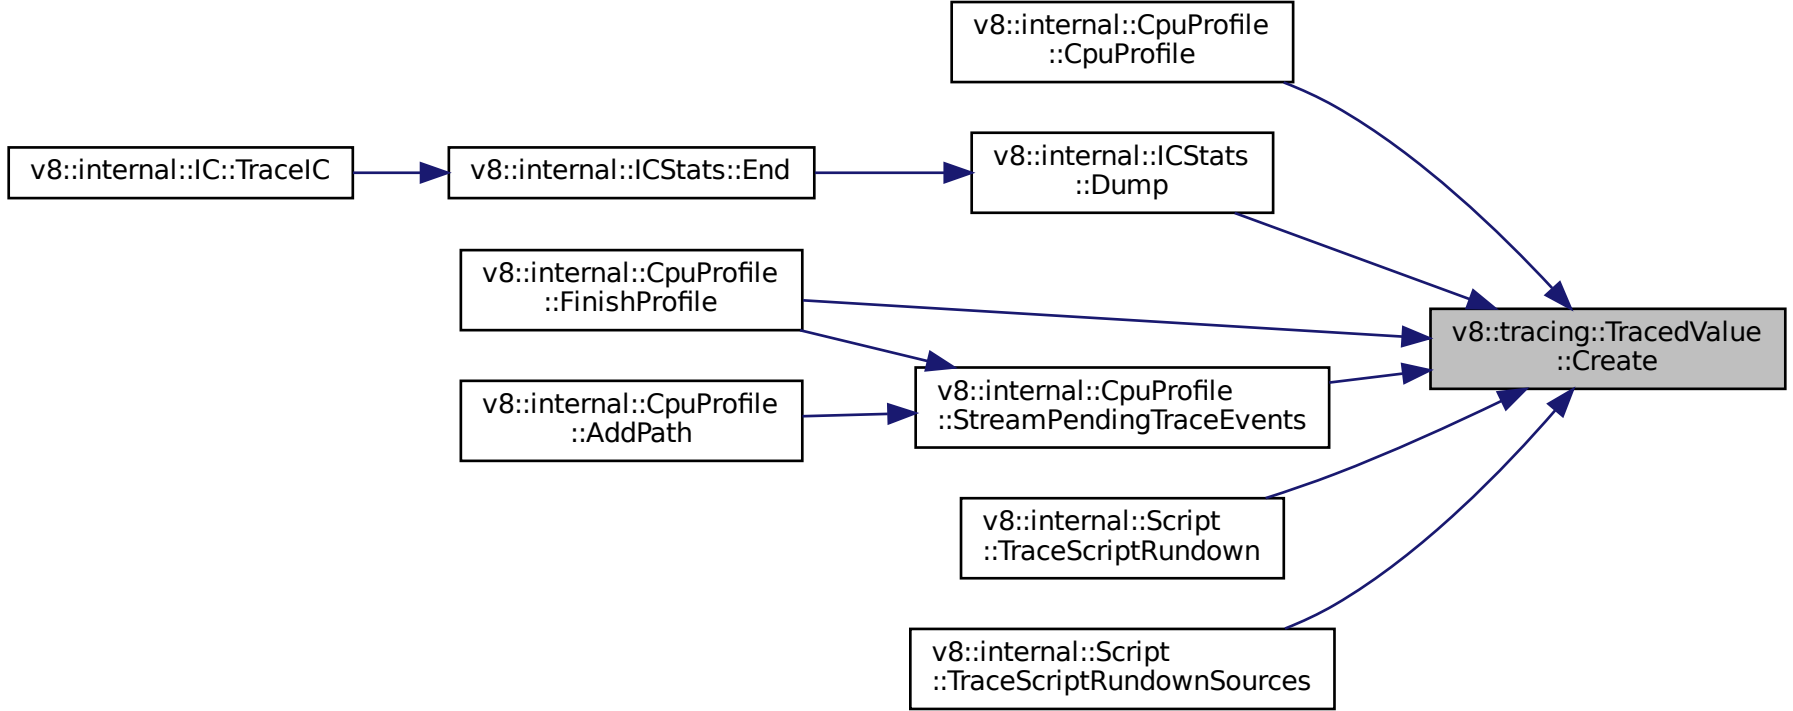 v8::internal::CpuProfile
::CpuProfile
v8::internal::IC::TraceIC
v8::internal::ICStats::End
v8::internal::ICStats
::Dump
v8::internal::CpuProfile
::FinishProfile
v8::tracing::TracedValue
::Create
v8::internal::CpuProfile
::AddPath
v8::internal::CpuProfile
::StreamPendingTraceEvents
v8::internal::Script
::TraceScriptRundown
v8::internal::Script
::TraceScriptRundownSources